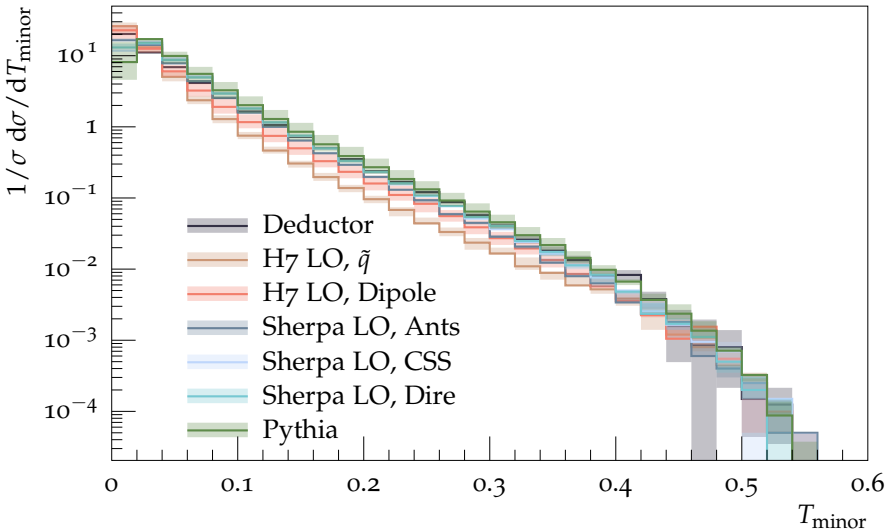 1/σ dσ/dT_minor
10¹
1
10⁻¹
10⁻²
10⁻³
10⁻⁴
Deductor
H7 LO, q̃
H7 LO, Dipole
Sherpa LO, Ants
Sherpa LO, CSS
Sherpa LO, Dire
Pythia
0 0.1 0.2 0.3 0.4 0.5 0.6
T_minor